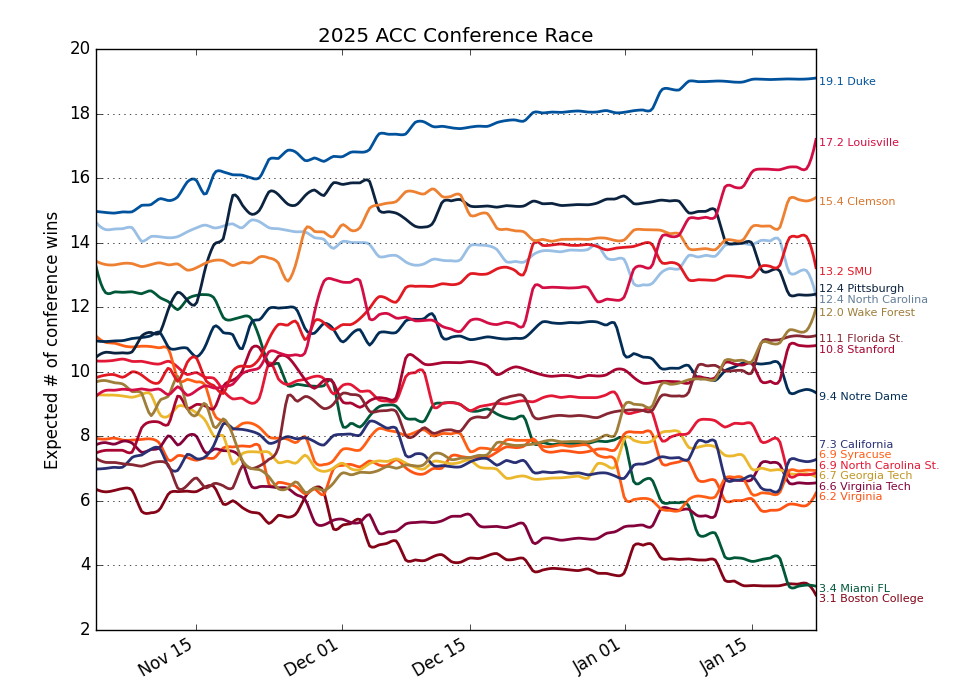 2025 ACC Conference Race
Expected # of conference wins
20
18
16
14
12
10
8
6
4
2
Nov 15
Dec 01
Dec 15
Jan 01
Jan 15
19.1 Duke
17.2 Louisville
15.4 Clemson
13.2 SMU
12.4 Pittsburgh
12.4 North Carolina
12.0 Wake Forest
11.1 Florida St.
10.8 Stanford
9.4 Notre Dame
7.3 California
6.9 Syracuse
6.9 North Carolina St.
6.7 Georgia Tech
6.6 Virginia Tech
6.2 Virginia
3.4 Miami FL
3.1 Boston College